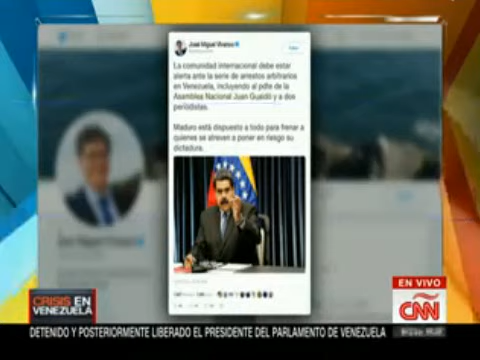 José Miguel Vivanco
La comunidad internacional debe estar
alerta ante la serie de arrestos arbitrarios
en Venezuela, incluyendo al pdte de la
Asamblea Nacional Juan Guaidó y a dos
periodistas.
Maduro está dispuesto a todo para frenar a
quienes se atreven a poner en riesgo su
dictadura.
EN VIVO
CRISIS EN
VENEZUELA
CNN
DETENIDO Y POSTERIORMENTE LIBERADO EL PRESIDENTE DEL PARLAMENTO DE VENEZUELA